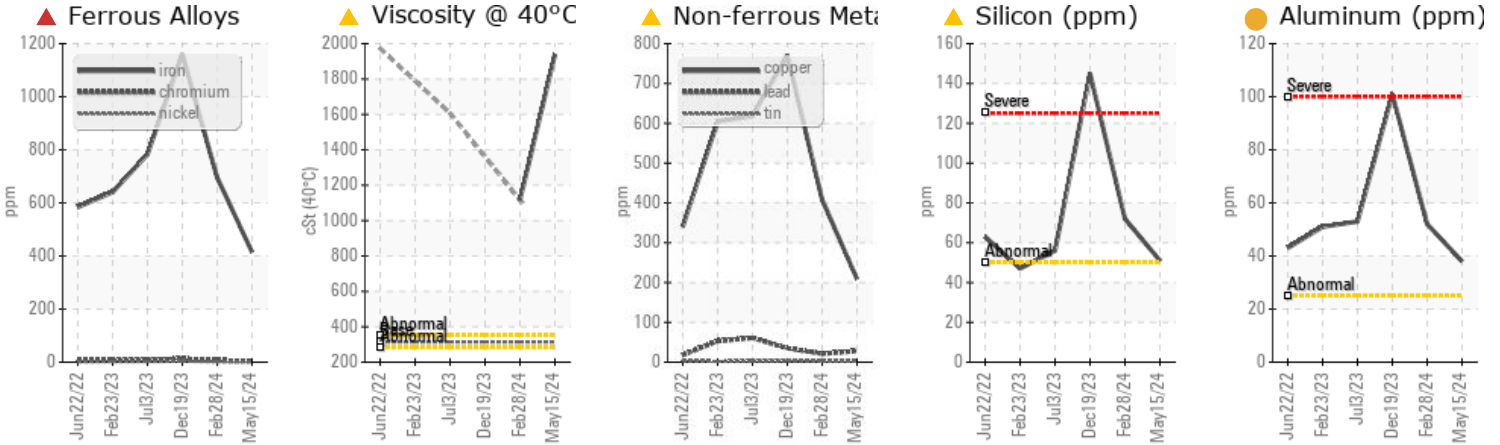 Ferrous Alloys
1200
1000
800
600
400
200
0
ppm
iron
chromium
nickel
Jun22/22
Feb23/23
Jul3/23
Dec19/23
Feb28/24
May15/24
Viscosity @ 40°C
2000
1800
1600
1400
1200
1000
800
600
400
200
cSt (40°C)
Abnormal
Base
Abnormal
Jun22/22
Feb23/23
Jul3/23
Dec19/23
Feb28/24
May15/24
Non-ferrous Meta
800
700
600
500
400
300
200
100
0
ppm
copper
lead
tin
Jun22/22
Feb23/23
Jul3/23
Dec19/23
Feb28/24
May15/24
Silicon (ppm)
160
140
120
100
80
60
40
20
0
ppm
Severe
Abnormal
Jun22/22
Feb23/23
Jul3/23
Dec19/23
Feb28/24
May15/24
Aluminum (ppm)
120
100
80
60
40
20
0
ppm
Severe
Abnormal
Jun22/22
Feb23/23
Jul3/23
Dec19/23
Feb28/24
May15/24